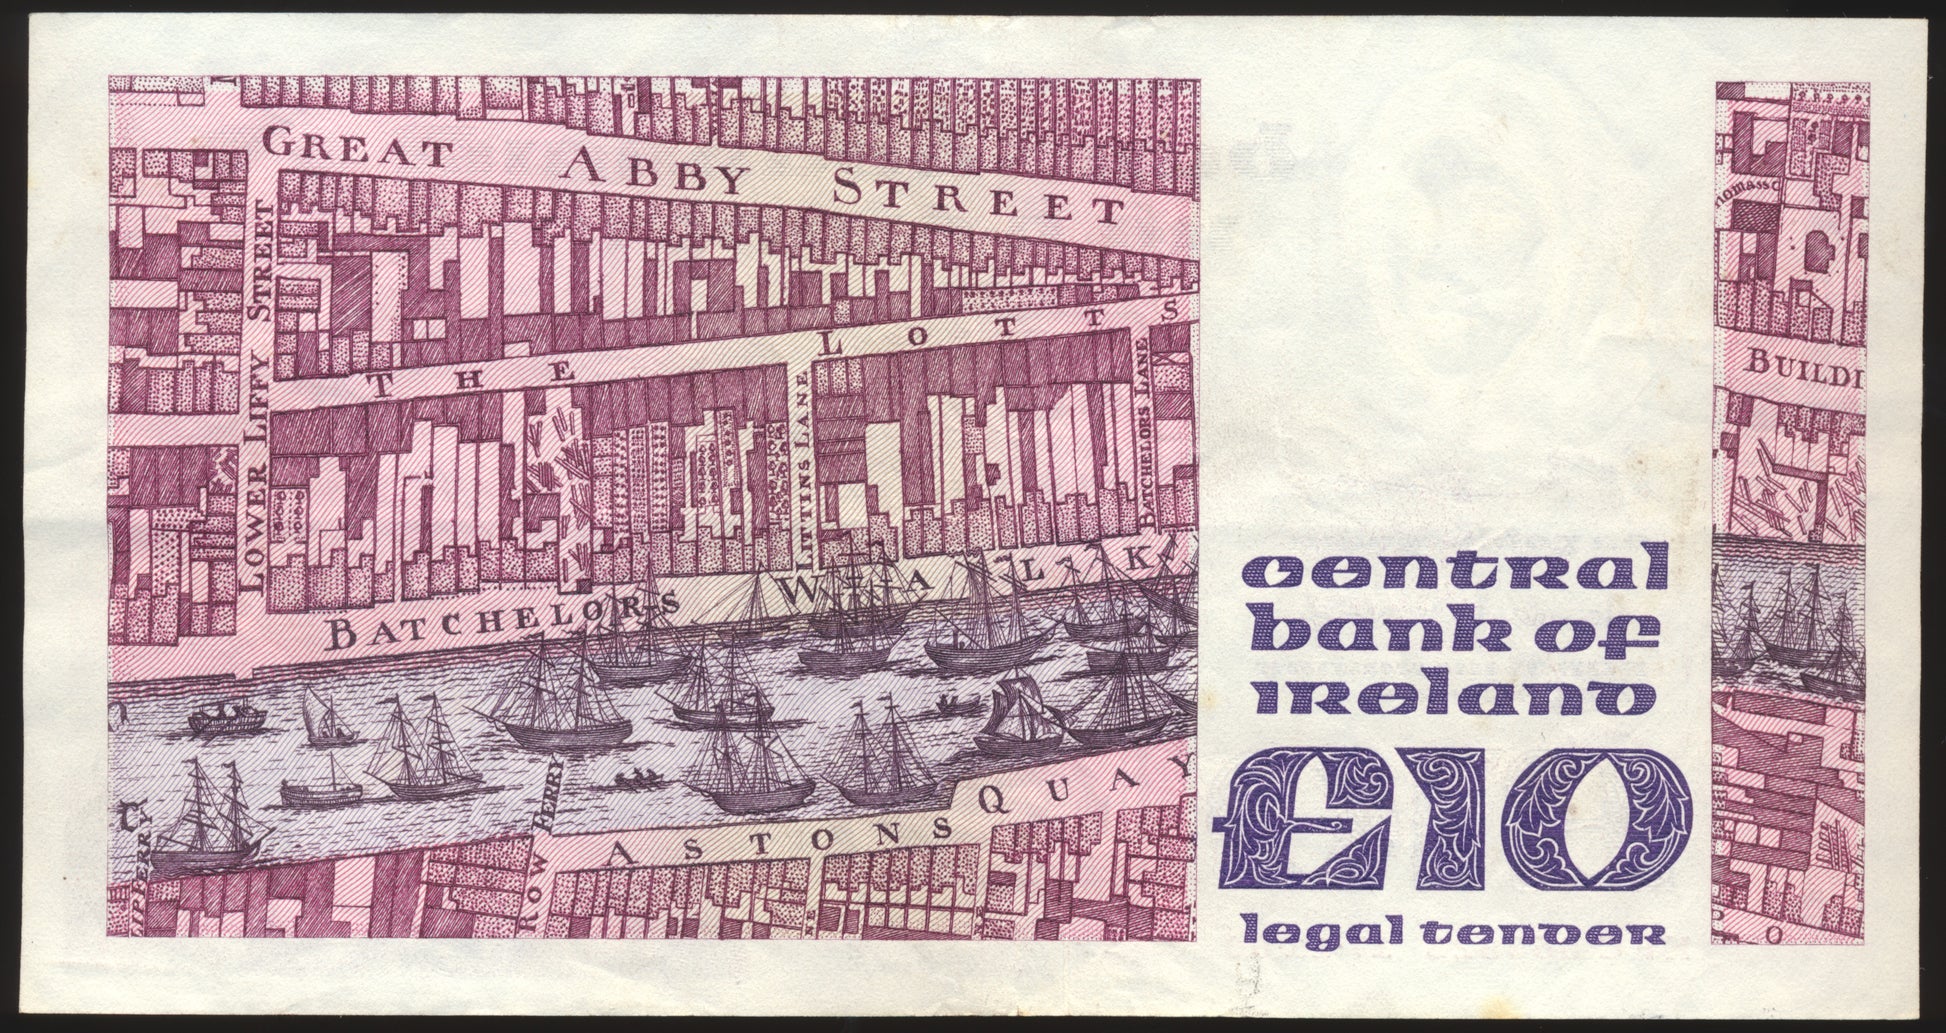 GREAT ABBY STREET
LOWER LIFFY STREET
THE LOTTS
LITTINS LANE
BATCHELORS LANE
BATCHELORS WALK
FERRY
ASTONS QUAY
ROW
BUILDI
central
bank of
ireland
£10
legal tender